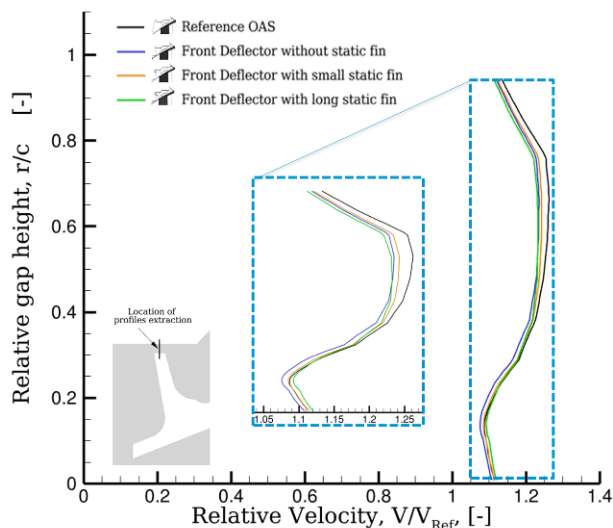 Reference OAS
Front Deflector without static fin
Front Deflector with small static fin
Front Deflector with long static fin
Relative gap height, r/c [-]
1
0.8
0.6
0.4
0.2
0
Location of
profiles extraction
1.05 1.1 1.15 1.2 1.25
0 0.2 0.4 0.6 0.8 1 1.2 1.4
Relative Velocity, V/V_Ref, [-]